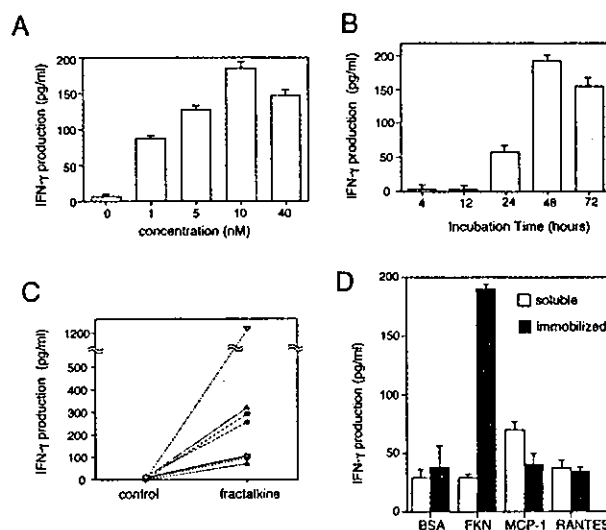 A
IFN-γ production (pg/ml)
200
150
100
50
0
0 1 5 10 40
concentration (nM)
B
IFN-γ production (pg/ml)
200
150
100
50
0
4 12 24 48 72
Incubation Time (hours)
C
IFN-γ production (pg/ml)
1200
500
400
300
200
100
0
control fractalkine
D
IFN-γ production (pg/ml)
200
150
100
50
0
soluble
immobilized
BSA FKN MCP-1 RANTES